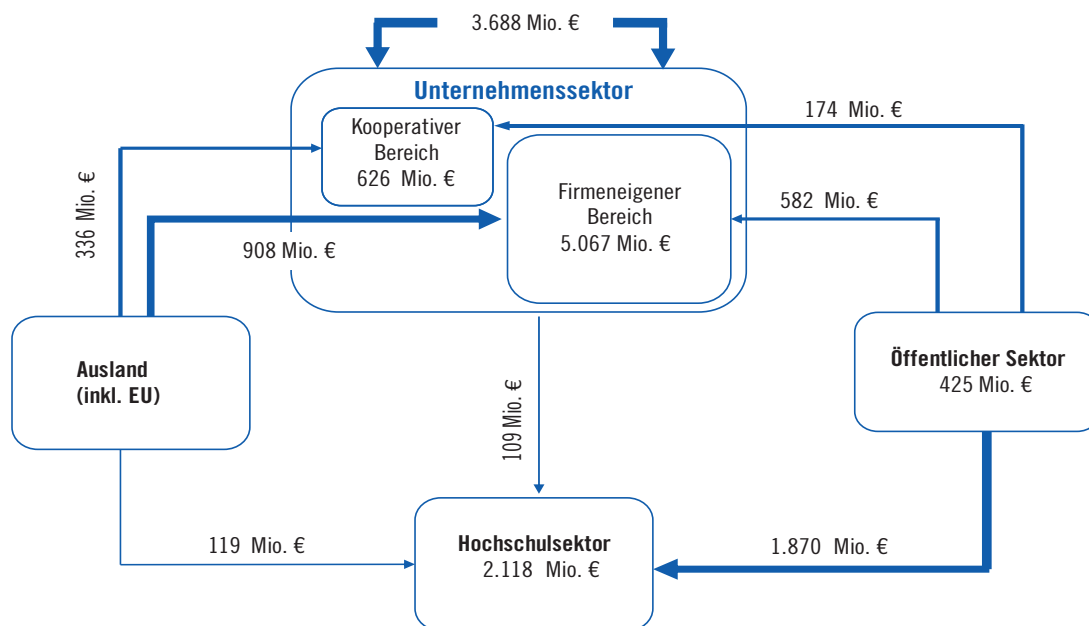 3.688 Mio. €
Unternehmenssektor
Kooperativer
Bereich
626 Mio. €
174 Mio. €
Firmeneigener
Bereich
5.067 Mio. €
582 Mio. €
336 Mio. €
908 Mio. €
Ausland
(inkl. EU)
Öffentlicher Sektor
425 Mio. €
109 Mio. €
119 Mio. €
Hochschulsektor
2.118 Mio. €
1.870 Mio. €